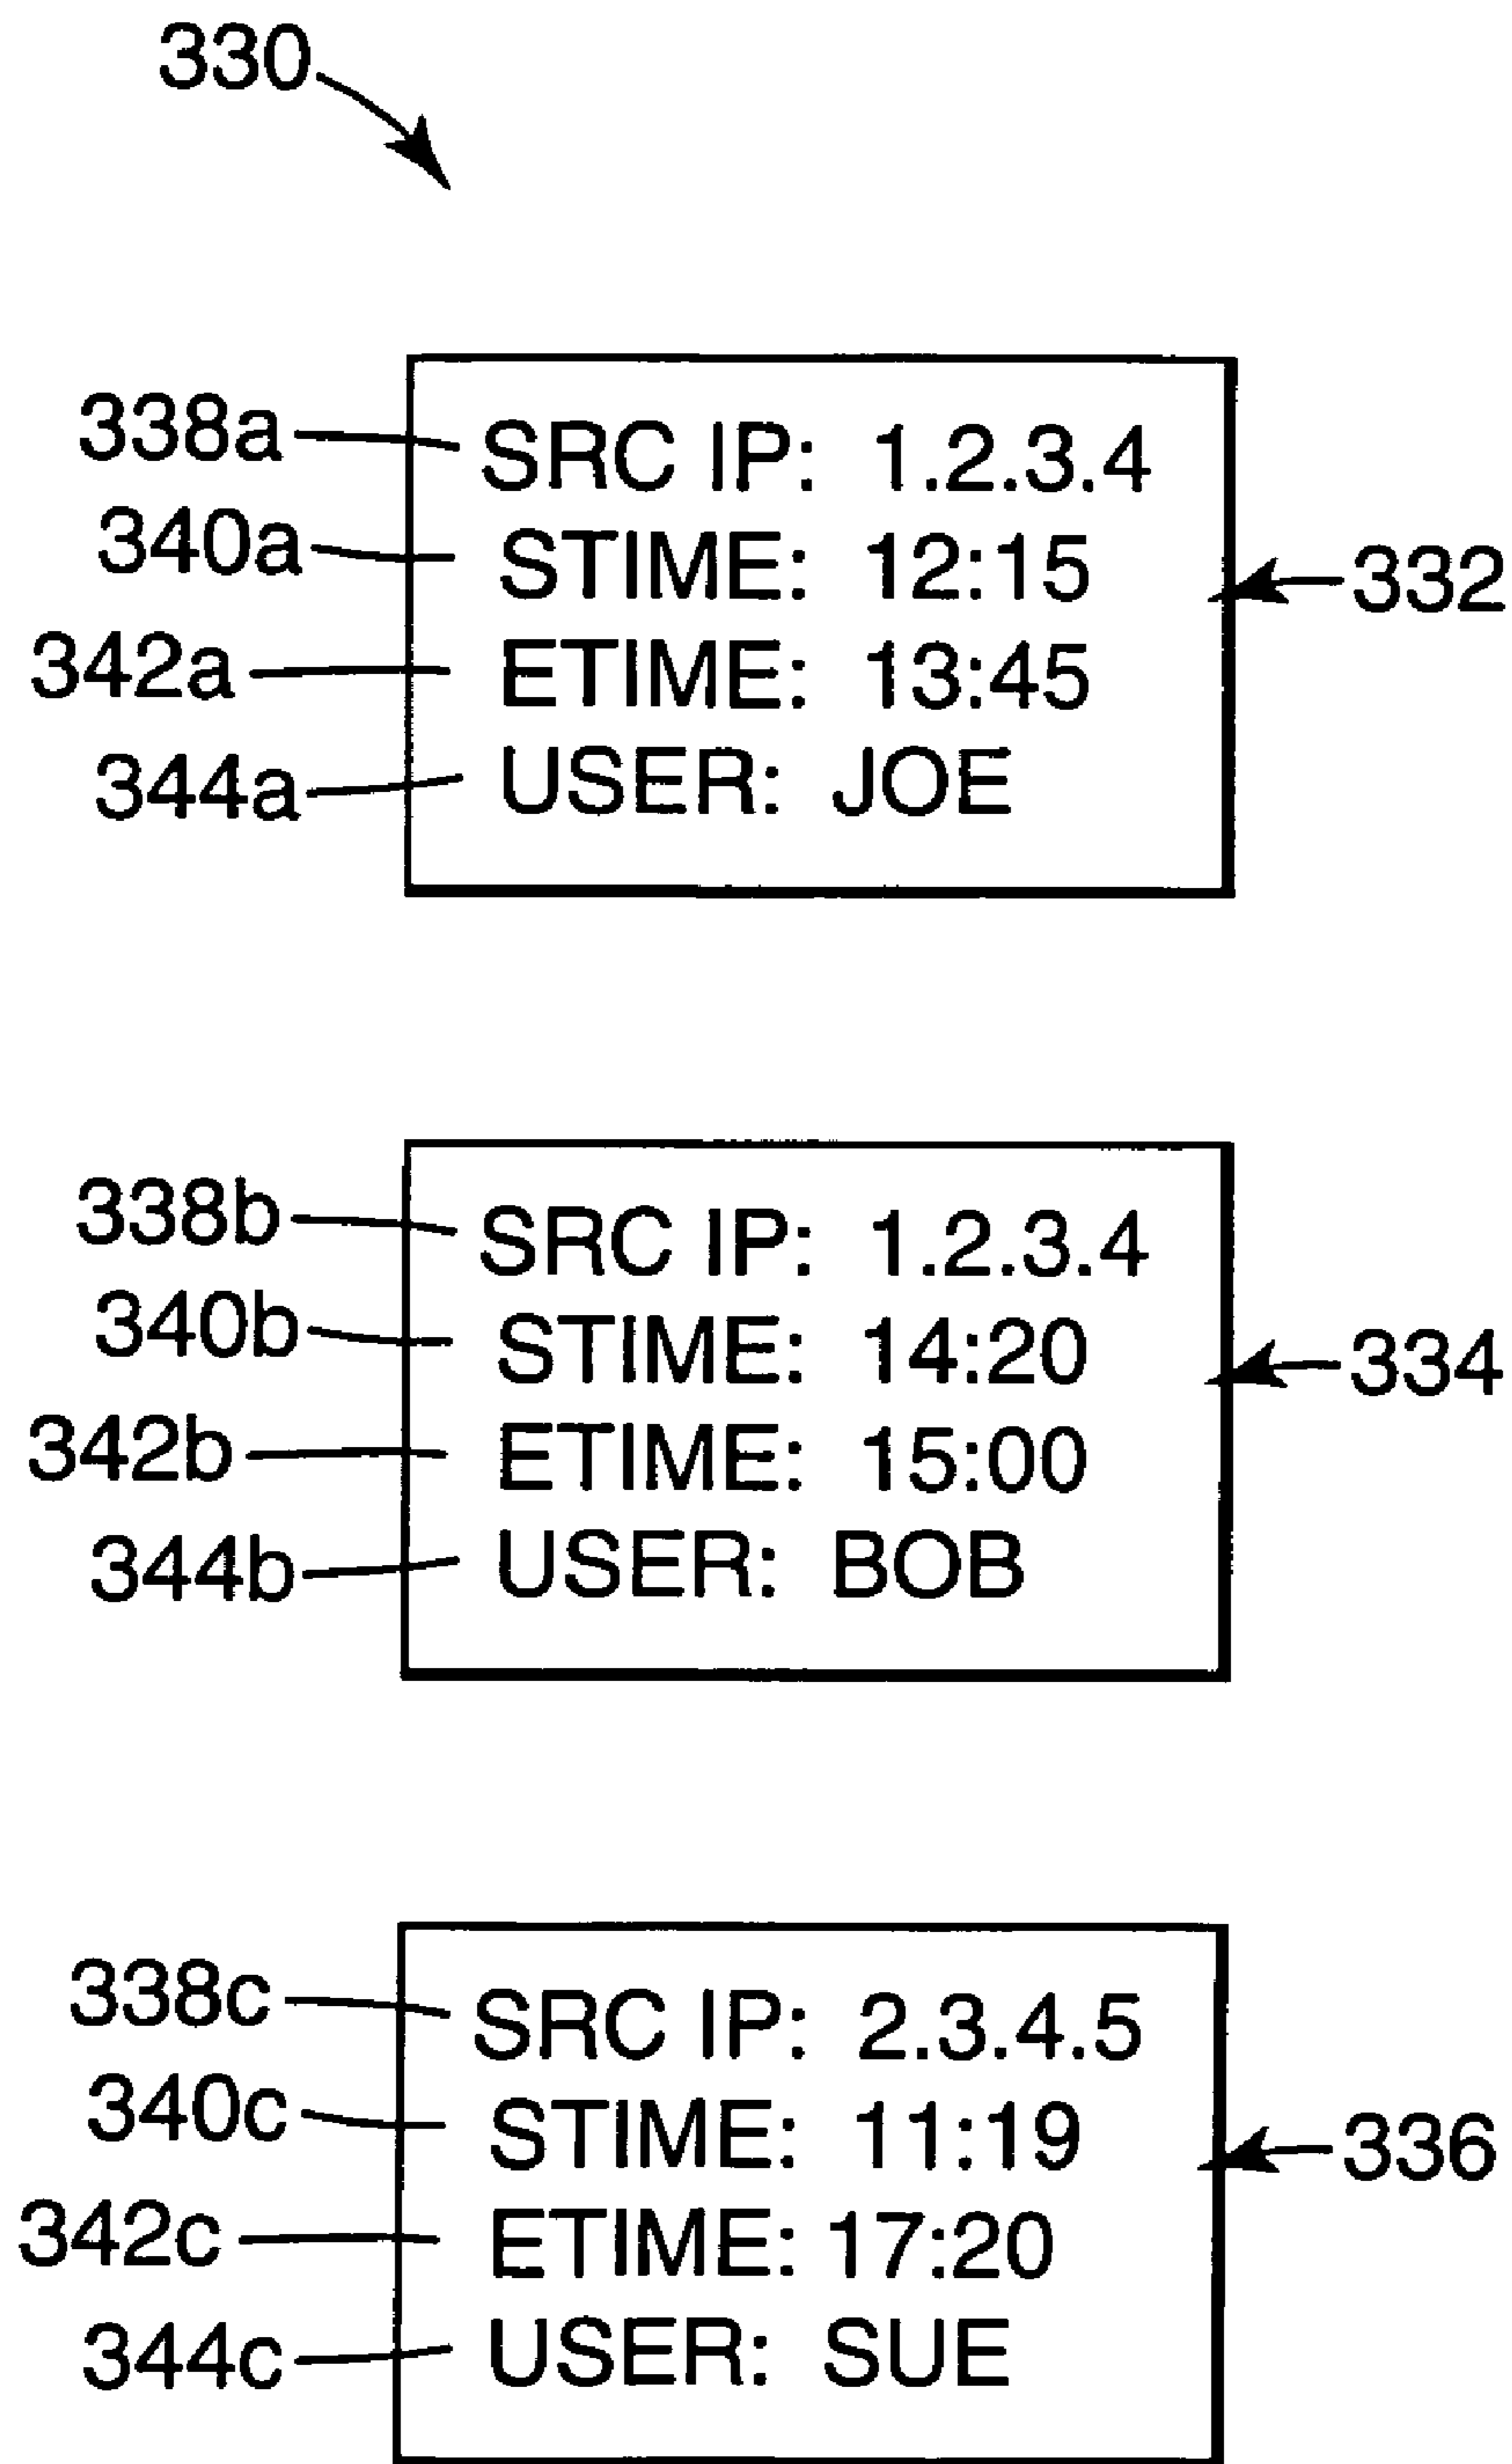 330
338a SRC IP: 1.2.3.4
340a STIME: 12:15 332
342a ETIME: 13:45
344a USER: JOE
338b SRC IP: 1.2.3.4
340b STIME: 14:20 334
342b ETIME: 15:00
344b USER: BOB
338c SRC IP: 2.3.4.5
340c STIME: 11:19 336
342c ETIME: 17:20
344c USER: SUE